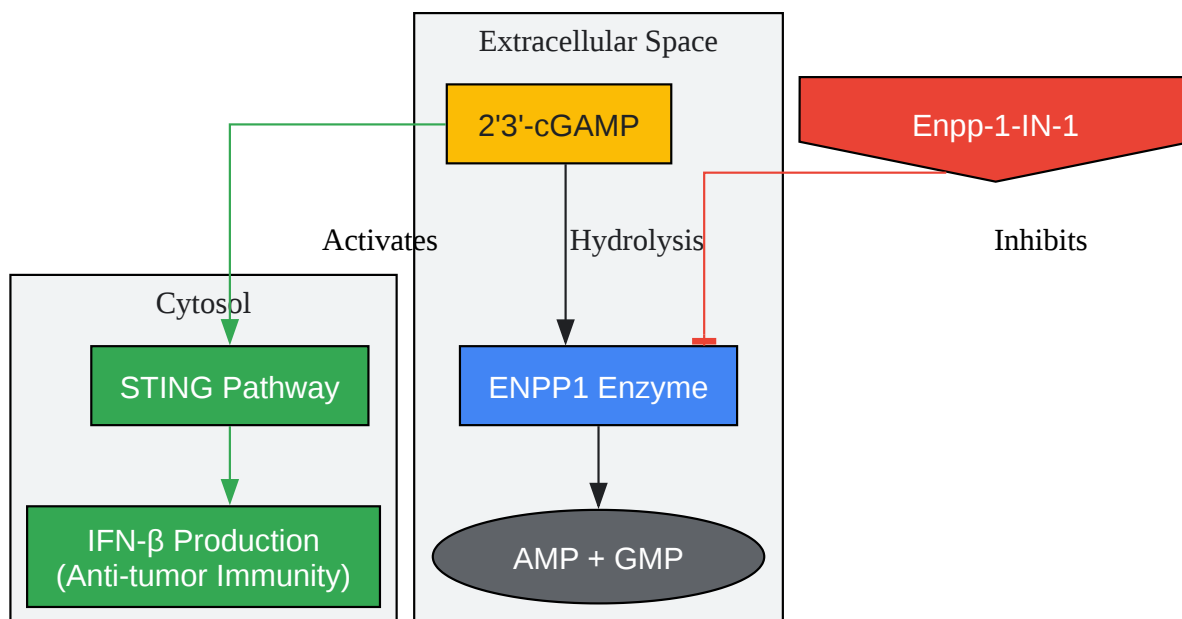 Extracellular Space
2'3'-cGAMP
Enpp-1-IN-1
Activates
Hydrolysis
Inhibits
Cytosol
STING Pathway
ENPP1 Enzyme
IFN-β Production
(Anti-tumor Immunity)
AMP + GMP